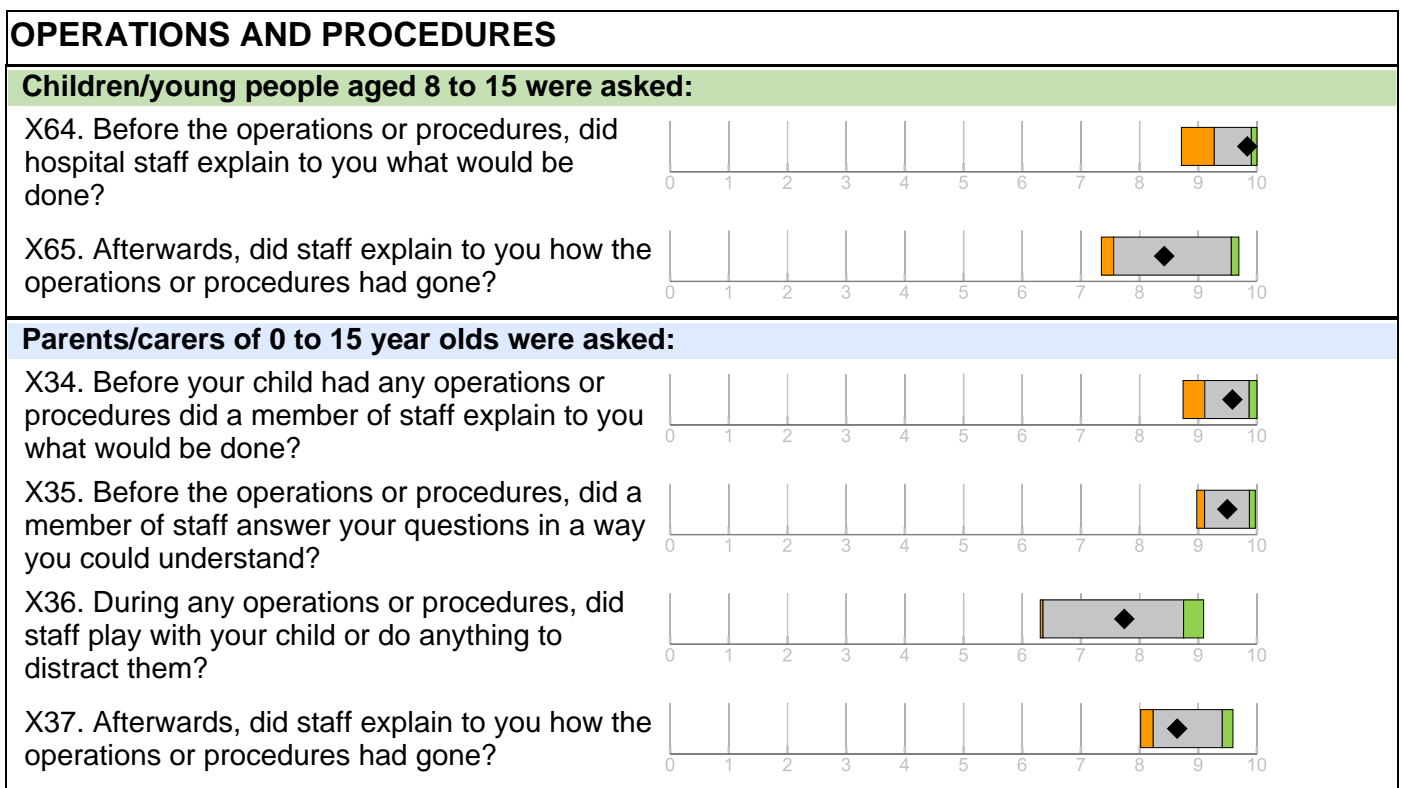 OPERATIONS AND PROCEDURES
Children/young people aged 8 to 15 were asked:
X64. Before the operations or procedures, did
hospital staff explain to you what would be
done?
0 1 2 3 4 5 6 7 8 9 10
X65. Afterwards, did staff explain to you how the
operations or procedures had gone?
0 1 2 3 4 5 6 7 8 9 10
Parents/carers of 0 to 15 year olds were asked:
X34. Before your child had any operations or
procedures did a member of staff explain to you
what would be done?
0 1 2 3 4 5 6 7 8 9 10
X35. Before the operations or procedures, did a
member of staff answer your questions in a way
you could understand?
0 1 2 3 4 5 6 7 8 9 10
X36. During any operations or procedures, did
staff play with your child or do anything to
distract them?
0 1 2 3 4 5 6 7 8 9 10
X37. Afterwards, did staff explain to you how the
operations or procedures had gone?
0 1 2 3 4 5 6 7 8 9 10